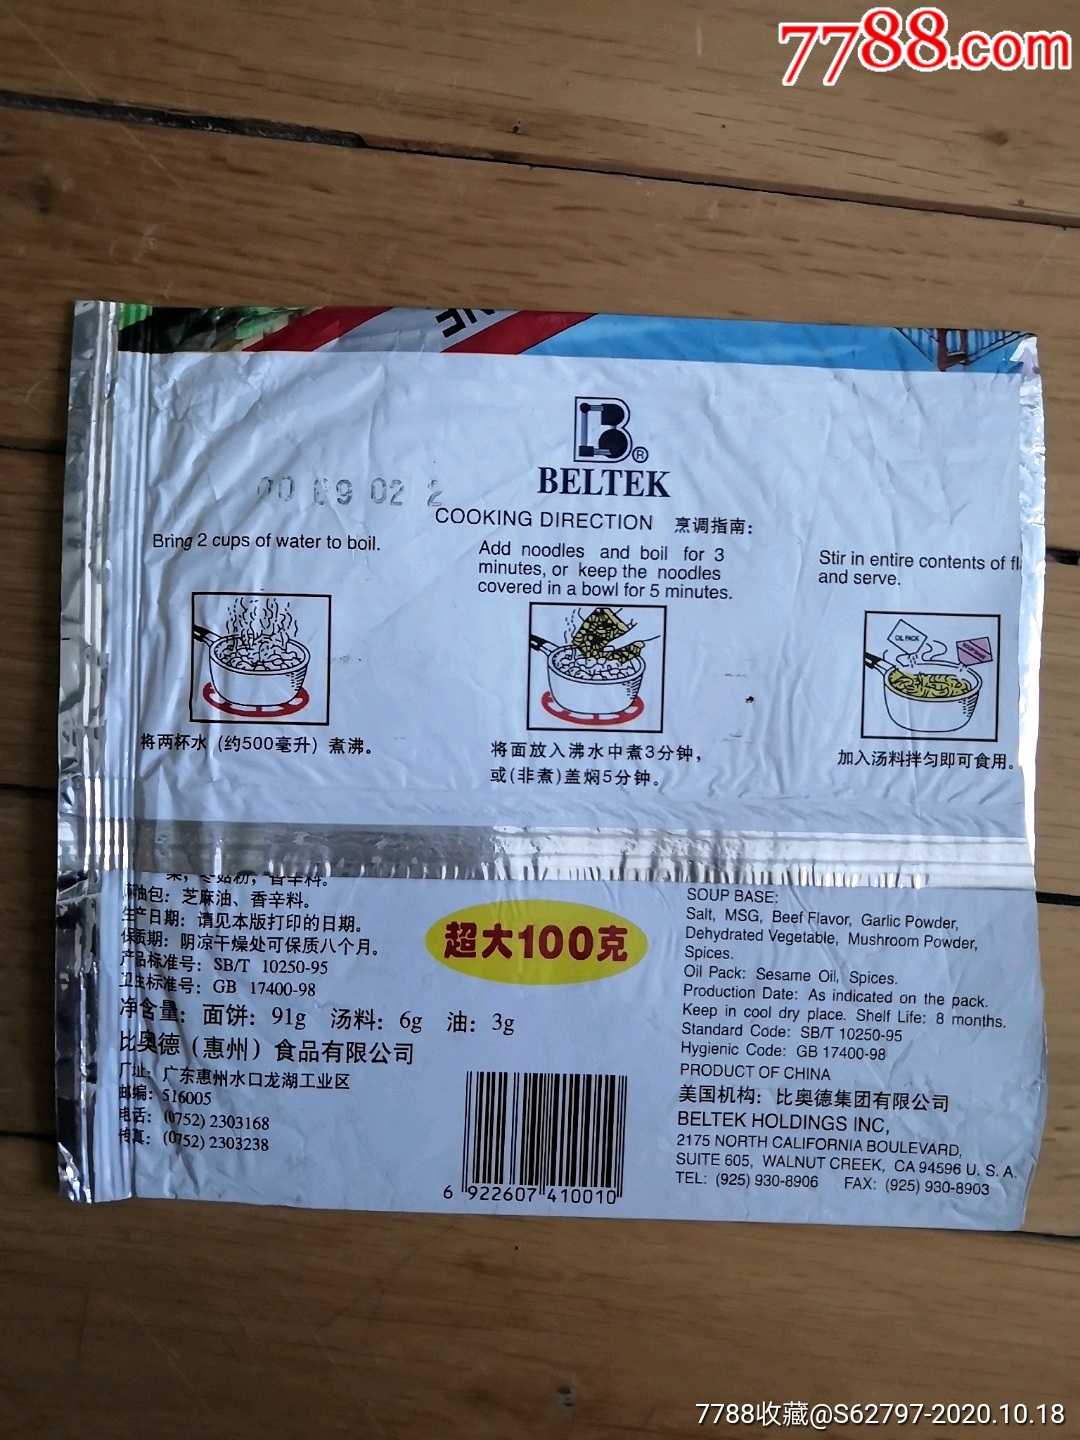 7788.com
B®
BELTEK
09 02 2
COOKING DIRECTION 烹调指南:
Bring 2 cups of water to boil.
Add noodles and boil for 3
minutes, or keep the noodles
covered in a bowl for 5 minutes.
Stir in entire contents of
and serve.
OIL PACK
将两杯水 (约500毫升) 煮沸。
将面放入沸水中煮3分钟,
或(非煮)盖焖5分钟。
加入汤料拌匀即可食用。
油包: 芝麻油、香辛料。
生产日期: 请见本版打印的日期。
保质期: 阴凉干燥处可保质八个月。
产品标准号: SB/T 10250-95
卫生标准号: GB 17400-98
净含量: 面饼: 91g 汤料: 6g 油: 3g
比奥德(惠州)食品有限公司
厂址: 广东惠州水口龙湖工业区
邮编: 516005
电话: (0752) 2303168
传真: (0752) 2303238
超大100克
6 922607 410010
SOUP BASE:
Salt, MSG, Beef Flavor, Garlic Powder,
Dehydrated Vegetable, Mushroom Powder,
Spices.
Oil Pack: Sesame Oil, Spices.
Production Date: As indicated on the pack.
Keep in cool dry place. Shelf Life: 8 months.
Standard Code: SB/T 10250-95
Hygienic Code: GB 17400-98
PRODUCT OF CHINA
美国机构: 比奥德集团有限公司
BELTEK HOLDINGS INC,
2175 NORTH CALIFORNIA BOULEVARD,
SUITE 605, WALNUT CREEK, CA 94596 U. S. A.
TEL: (925) 930-8906 FAX: (925) 930-8903
7788收藏@S62797-2020.10.18